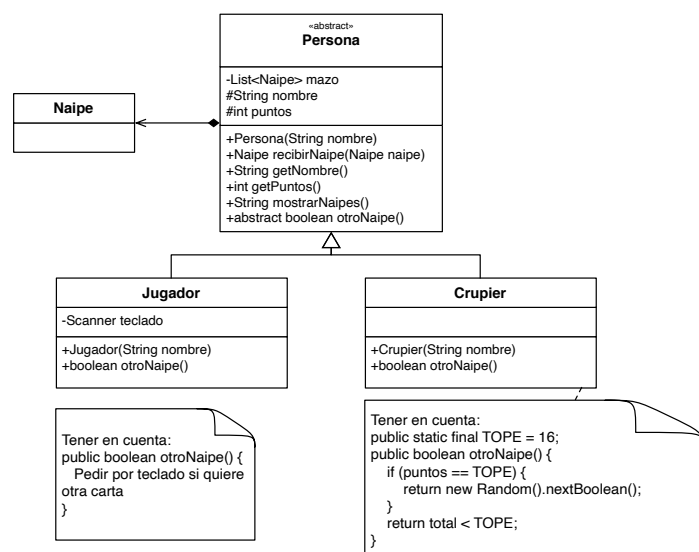 «abstract»
Persona
-List<Naipe> mazo
#String nombre
#int puntos
+Persona(String nombre)
+Naipe recibirNaipe(Naipe naipe)
+String getNombre()
+int getPuntos()
+String mostrarNaipes()
+abstract boolean otroNaipe()
Naipe
Jugador
-Scanner teclado
+Jugador(String nombre)
+boolean otroNaipe()
Crupier
+Crupier(String nombre)
+boolean otroNaipe()
Tener en cuenta:
public boolean otroNaipe() {
Pedir por teclado si quiere
otra carta
}
Tener en cuenta:
public static final TOPE = 16;
public boolean otroNaipe() {
if (puntos == TOPE) {
return new Random().nextBoolean();
}
return total < TOPE;
}